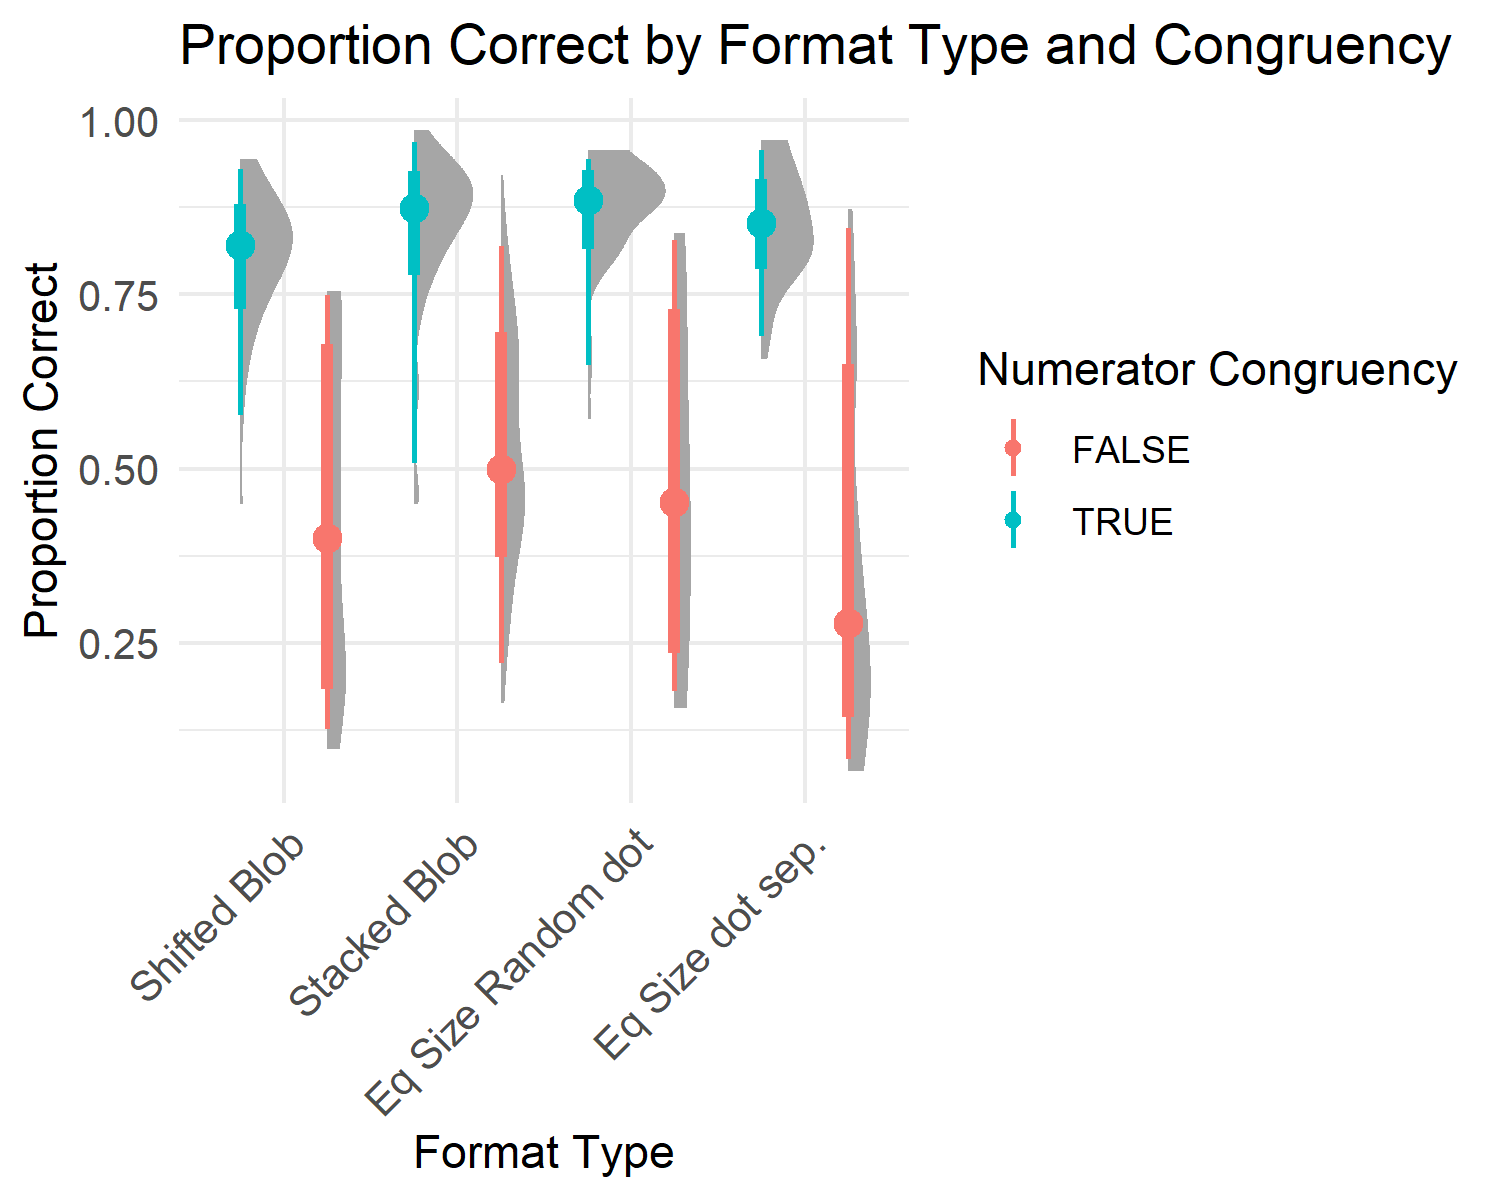 Proportion Correct by Format Type and Congruency
Proportion Correct
1.00
0.75
0.50
0.25
Shifted Blob
Stacked Blob
Eq Size Random dot
Eq Size dot sep.
Format Type
Numerator Congruency
FALSE
TRUE